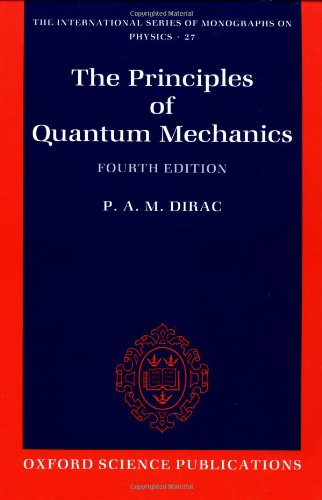 THE INTERNATIONAL SERIES OF MONOGRAPHS ON
PHYSICS · 27
The Principles
of
Quantum Mechanics
FOURTH EDITION
P. A. M. DIRAC
OXFORD SCIENCE PUBLICATIONS